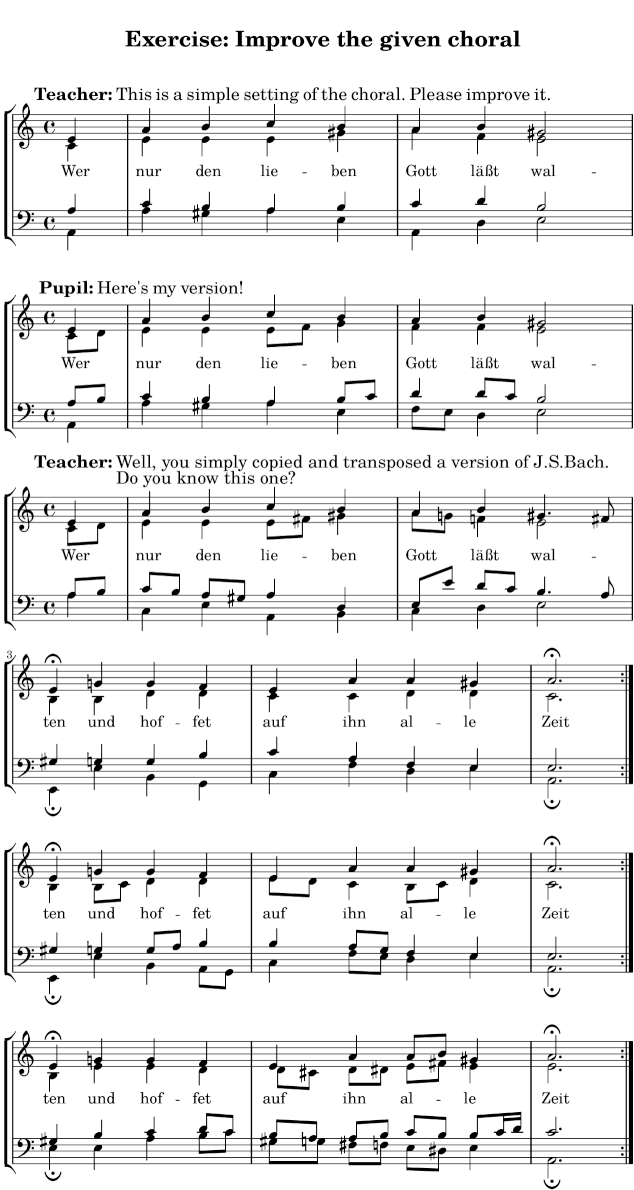 Exercise: Improve the given choral
Teacher: This is a simple setting of the choral. Please improve it.
Wer nur den lie - ben Gott läßt wal -
Pupil: Here's my version!
Wer nur den lie - ben Gott läßt wal -
Teacher: Well, you simply copied and transposed a version of J.S.Bach.
Do you know this one?
Wer nur den lie - ben Gott läßt wal -
3
ten und hof - fet auf ihn al - le Zeit
ten und hof - fet auf ihn al - le Zeit
ten und hof - fet auf ihn al - le Zeit